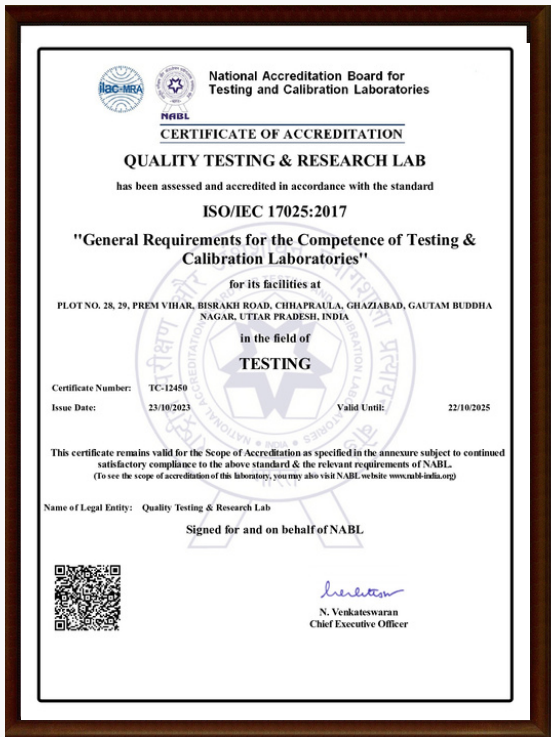 ilac-MRA
NABL
National Accreditation Board for
Testing and Calibration Laboratories
CERTIFICATE OF ACCREDITATION
QUALITY TESTING & RESEARCH LAB
has been assessed and accredited in accordance with the standard
ISO/IEC 17025:2017
"General Requirements for the Competence of Testing &
Calibration Laboratories"
for its facilities at
PLOT NO. 28, 29, PREM VIHAR, BISRAKH ROAD, CHHAPRAULA, GHAZIABAD, GAUTAM BUDDHA
NAGAR, UTTAR PRADESH, INDIA
in the field of
TESTING
Certificate Number: TC-12450
Issue Date: 23/10/2023 Valid Until: 22/10/2025
This certificate remains valid for the Scope of Accreditation as specified in the annexure subject to continued
satisfactory compliance to the above standard & the relevant requirements of NABL.
(To see the scope of accreditation of this laboratory, you may also visit NABL website www.nabl-india.org)
Name of Legal Entity: Quality Testing & Research Lab
Signed for and on behalf of NABL
N. Venkateswaran
Chief Executive Officer